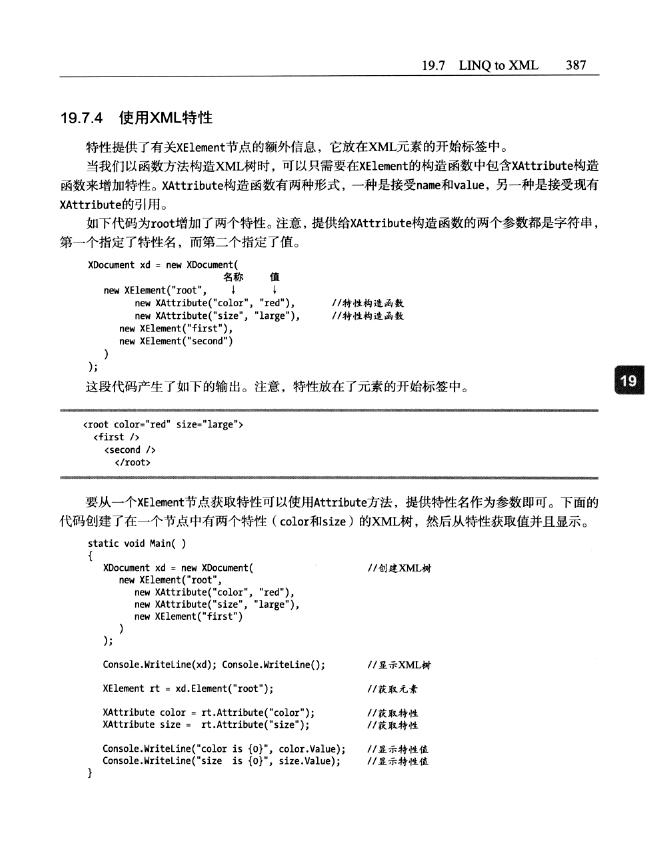 19.7 LINQ to XML 387
19.7.4 使用XML特性
特性提供了有关XElement节点的额外信息，它放在XML元素的开始标签中。
当我们以函数方法构造XML树时，可以只需要在XElement的构造函数中包含XAttribute构造
函数来增加特性。XAttribute构造函数有两种形式，一种是接受name和value，另一种是接受现有
XAttribute的引用。
如下代码为root增加了两个特性。注意，提供给XAttribute构造函数的两个参数都是字符串，
第一个指定了特性名，而第二个指定了值。
XDocument xd = new XDocument(
名称 值
new XElement("root", ↓ ↓
new XAttribute("color", "red"), //特性构造函数
new XAttribute("size", "large"), //特性构造函数
new XElement("first"),
new XElement("second")
)
);
这段代码产生了如下的输出。注意，特性放在了元素的开始标签中。
19
<root color="red" size="large">
<first />
<second />
</root>
要从一个XElement节点获取特性可以使用Attribute方法，提供特性名作为参数即可。下面的
代码创建了在一个节点中有两个特性（color和size）的XML树，然后从特性获取值并且显示。
static void Main( )
{
XDocument xd = new XDocument( //创建XML树
new XElement("root",
new XAttribute("color", "red"),
new XAttribute("size", "large"),
new XElement("first")
)
);
Console.WriteLine(xd); Console.WriteLine(); //显示XML树
XElement rt = xd.Element("root"); //获取元素
XAttribute color = rt.Attribute("color"); //获取特性
XAttribute size = rt.Attribute("size"); //获取特性
Console.WriteLine("color is {0}", color.Value); //显示特性值
Console.WriteLine("size is {0}", size.Value); //显示特性值
}